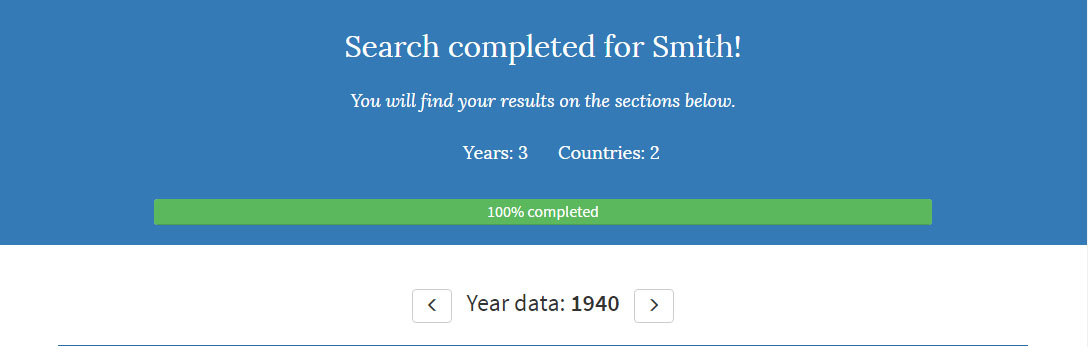 Search completed for Smith!
You will find your results on the sections below.
Years: 3 Countries: 2
100% completed
Year data: 1940